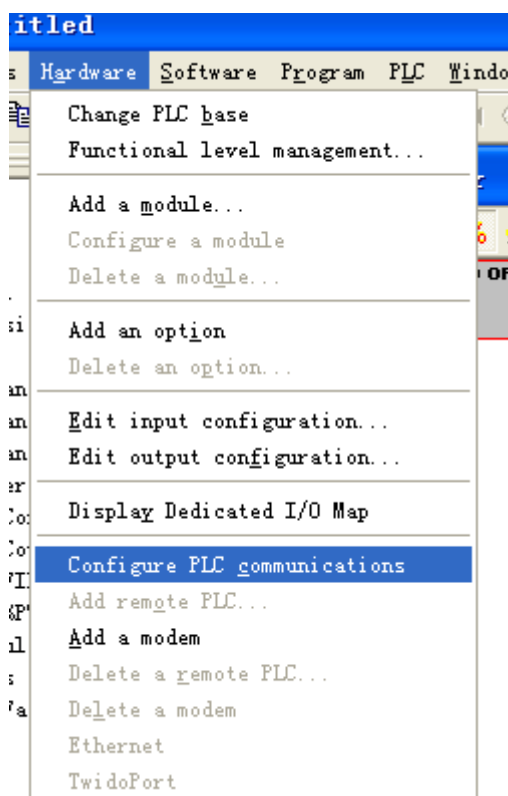 itled
Hardware Software Program PLC Windo
Change PLC base
Functional level management...
Add a module...
Configure a module
Delete a module...
Add an option
Delete an option...
Edit input configuration...
Edit output configuration...
Display Dedicated I/O Map
Configure PLC communications
Add remote PLC...
Add a modem
Delete a remote PLC...
Delete a modem
Ethernet
TwidoPort